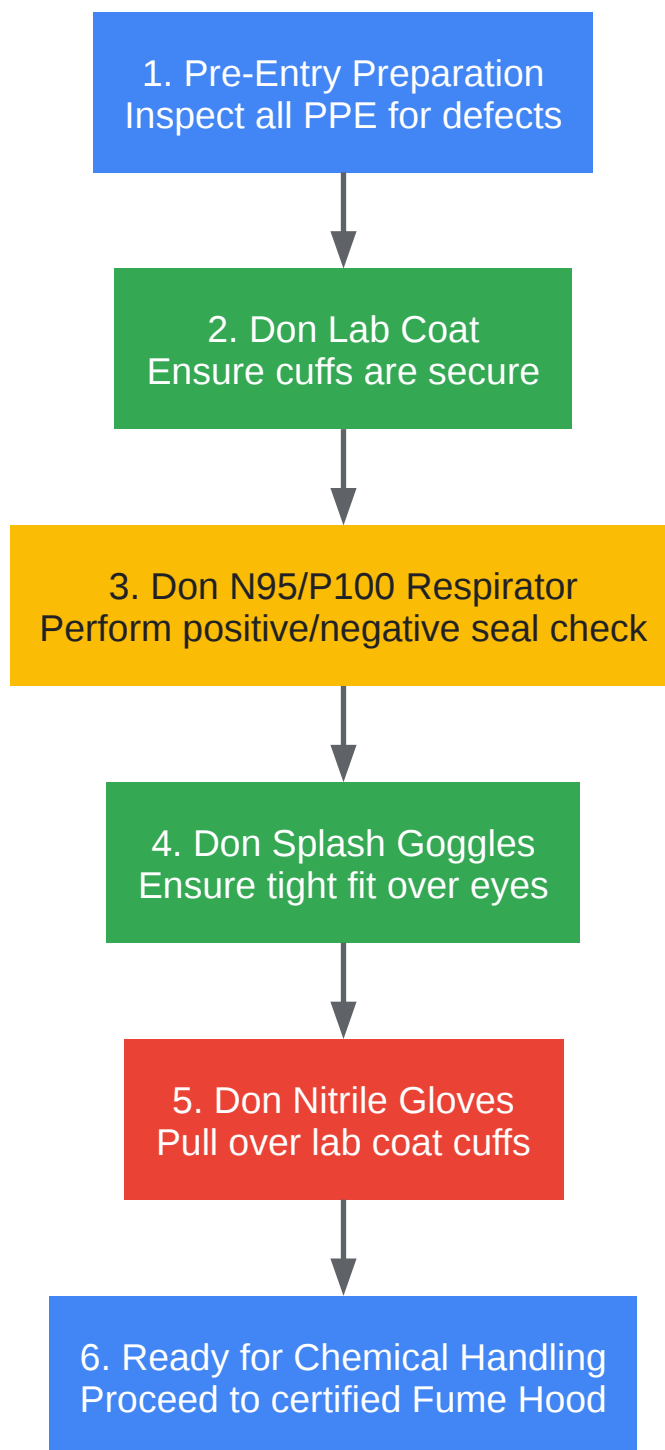 1. Pre-Entry Preparation
Inspect all PPE for defects
2. Don Lab Coat
Ensure cuffs are secure
3. Don N95/P100 Respirator
Perform positive/negative seal check
4. Don Splash Goggles
Ensure tight fit over eyes
5. Don Nitrile Gloves
Pull over lab coat cuffs
6. Ready for Chemical Handling
Proceed to certified Fume Hood